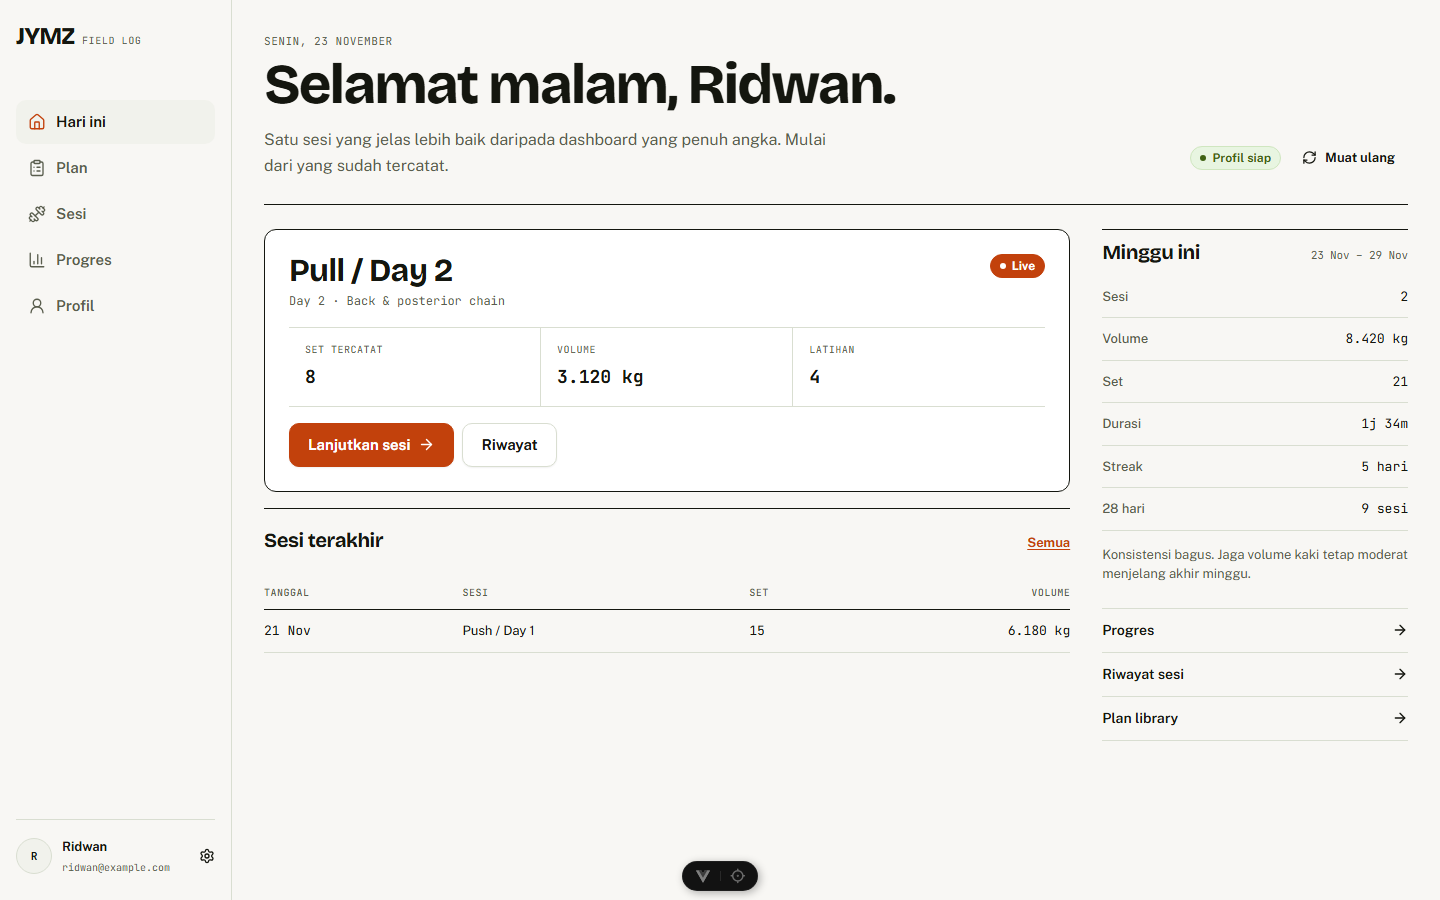 JYMZ FIELD LOG
Hari ini
Plan
Sesi
Progres
Profil
Ridwan
R
ridwan@example.com
SENIN, 23 NOVEMBER
Selamat malam, Ridwan.
Satu sesi yang jelas lebih baik daripada dashboard yang penuh angka. Mulai
dari yang sudah tercatat.
Profil siap
Muat ulang
Pull / Day 2
Live
Day 2 · Back & posterior chain
SET TERCATAT
8
VOLUME
3.120 kg
LATIHAN
4
Lanjutkan sesi
Riwayat
Sesi terakhir
Semua
TANGGAL SESI SET VOLUME
21 Nov Push / Day 1 15 6.180 kg
Minggu ini
23 Nov – 29 Nov
Sesi 2
Volume 8.420 kg
Set 21
Durasi 1j 34m
Streak 5 hari
28 hari 9 sesi
Konsistensi bagus. Jaga volume kaki tetap moderat
menjelang akhir minggu.
Progres
Riwayat sesi
Plan library